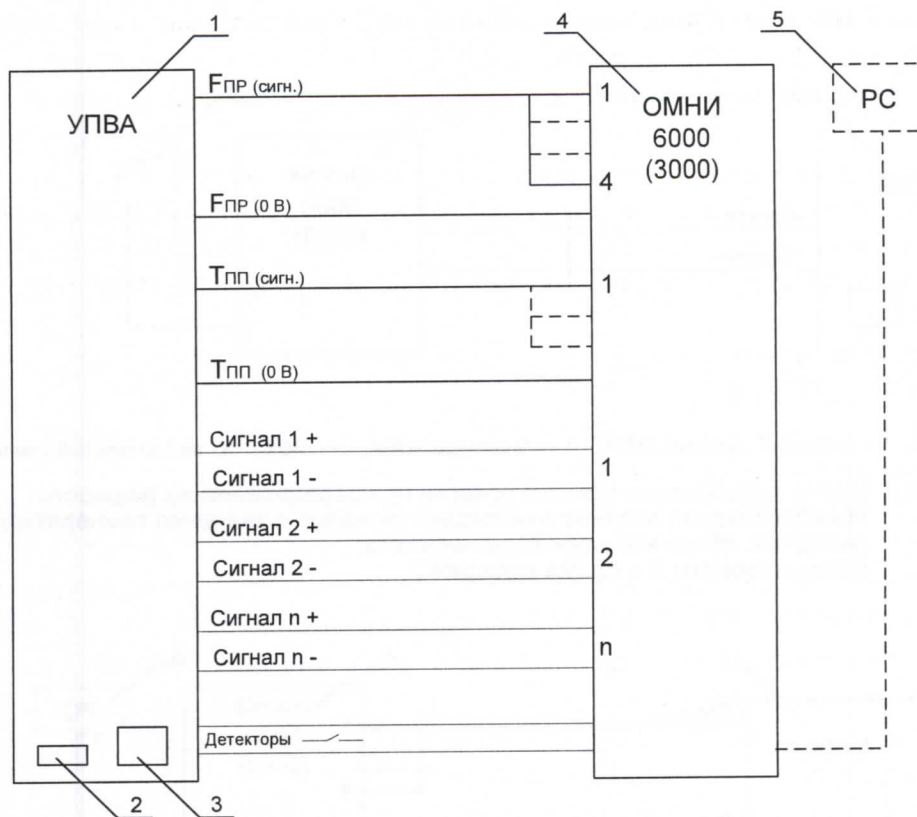 1
4
5
УПВА
FПР (сигн.)
1
ОМНИ
6000
(3000)
РС
4
FПР (0 В)
TПП (сигн.)
1
TПП (0 В)
Сигнал 1 +
1
Сигнал 1 -
Сигнал 2 +
2
Сигнал 2 -
Сигнал n +
n
Сигнал n -
Детекторы
2
3